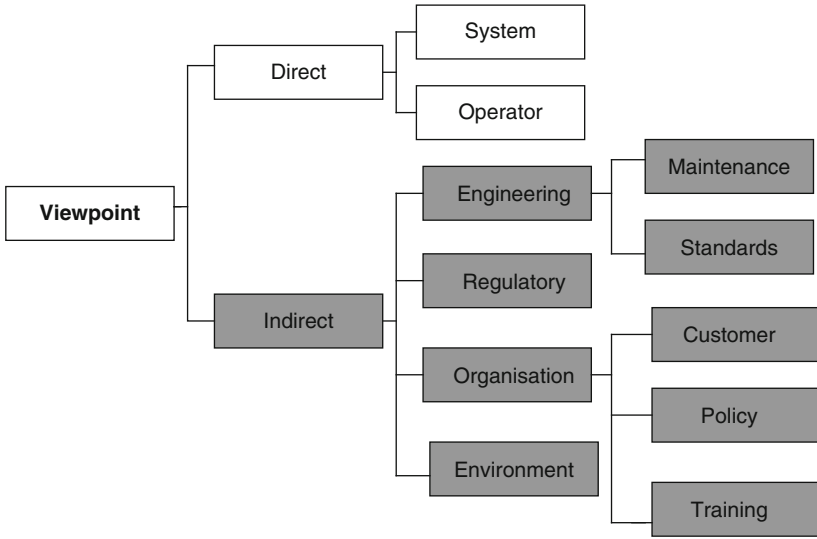 System
Direct
Operator
Maintenance
Engineering
Viewpoint
Standards
Regulatory
Indirect
Customer
Organisation
Policy
Environment
Training